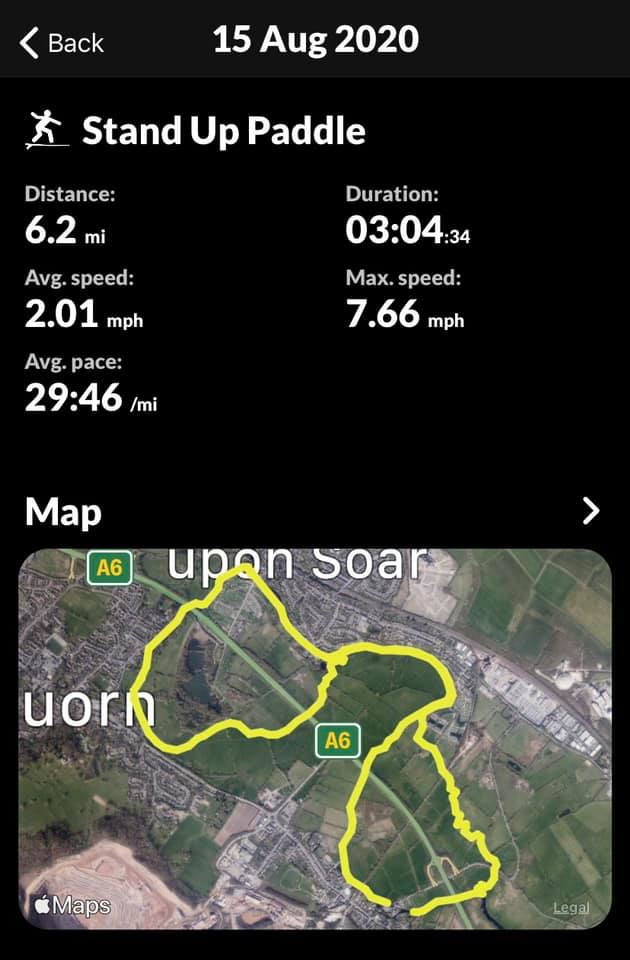 Back
15 Aug 2020
Stand Up Paddle
Distance:
Duration:
6.2 mi
03:04:34
Avg. speed:
Max. speed:
2.01 mph
7.66 mph
Avg. pace:
29:46 /mi
Map
A6
upon Soar
uorn
A6
Maps
Legal